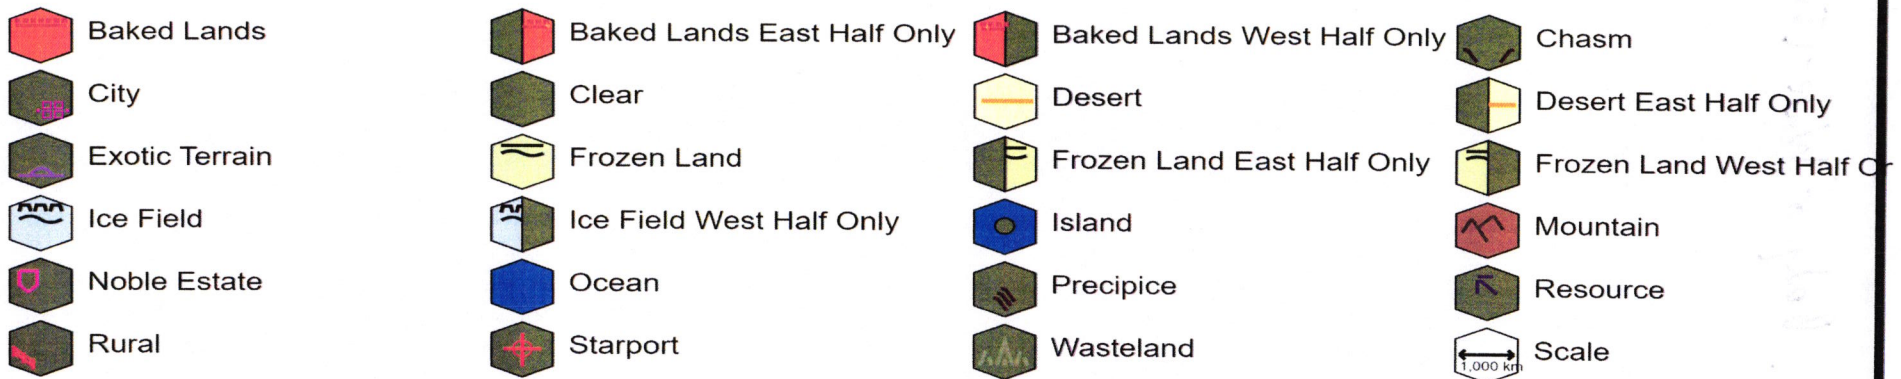 Baked Lands
Baked Lands East Half Only
Baked Lands West Half Only
Chasm
City
Clear
Desert
Desert East Half Only
Exotic Terrain
Frozen Land
Frozen Land East Half Only
Frozen Land West Half Or
Ice Field
Ice Field West Half Only
Island
Mountain
Noble Estate
Ocean
Precipice
Resource
Rural
Starport
Wasteland
Scale
1,000 km